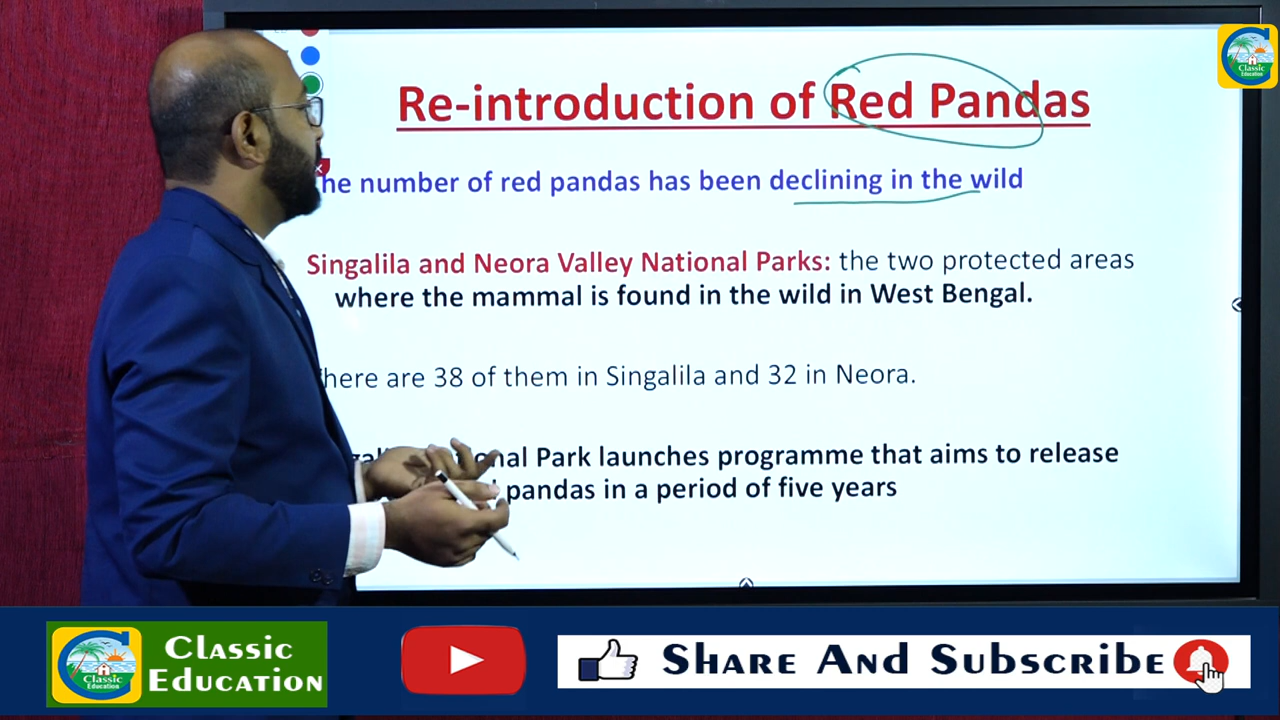 Re-introduction of Red Pandas
he number of red pandas has been declining in the wild
Singalila and Neora Valley National Parks: the two protected areas
where the mammal is found in the wild in West Bengal.
here are 38 of them in Singalila and 32 in Neora.
nal Park launches programme that aims to release
pandas in a period of five years
Classic
Education
Classic
Education
Classic
Education
Share And Subscribe